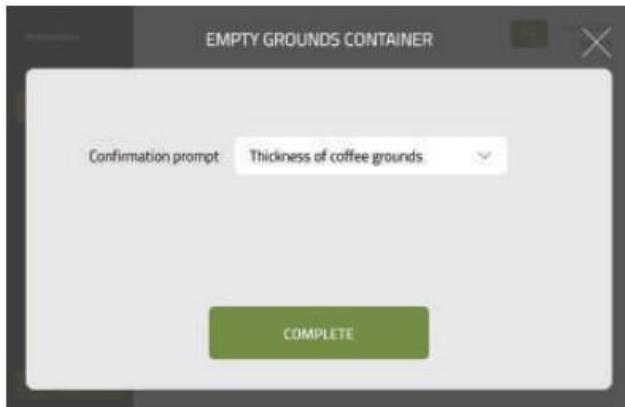 EMPTY GROUNDS CONTAINER
Confirmation prompt Thickness of coffee grounds
COMPLETE